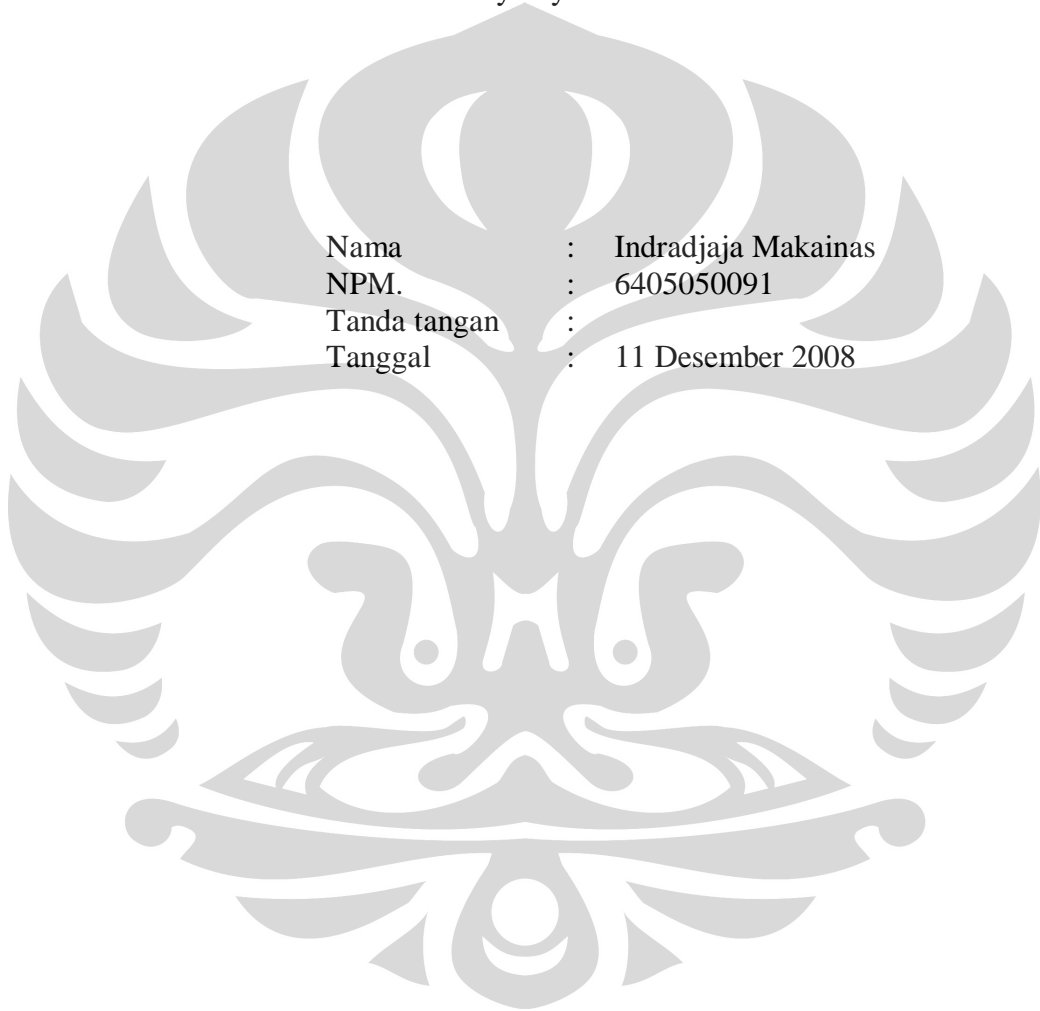 Nama : Indradjaja Makainas
NPM. : 6405050091
Tanda tangan :
Tanggal : 11 Desember 2008